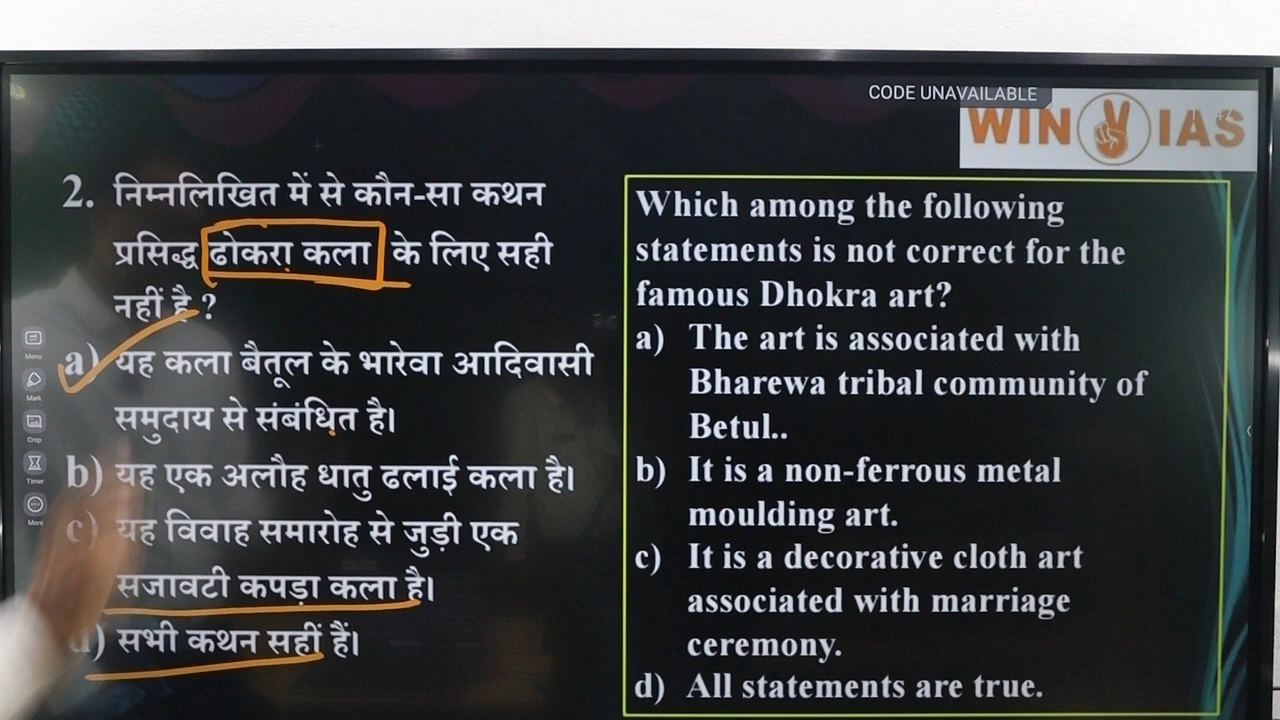 CODE UNAVAILABLE
WIN IAS
2. निम्नलिखित में से कौन-सा कथन
प्रसिद्ध ढोकरा कला के लिए सही
नहीं है ?
a) यह कला बैतूल के भारेवा आदिवासी
समुदाय से संबंधित है।
b) यह एक अलौह धातु ढलाई कला है।
c) यह विवाह समारोह से जुड़ी एक
सजावटी कपड़ा कला है।
d) सभी कथन सहीं हैं।
Which among the following
statements is not correct for the
famous Dhokra art?
a) The art is associated with
Bharewa tribal community of
Betul..
b) It is a non-ferrous metal
moulding art.
c) It is a decorative cloth art
associated with marriage
ceremony.
d) All statements are true.
Menu
Mark
Crop
Timer
More